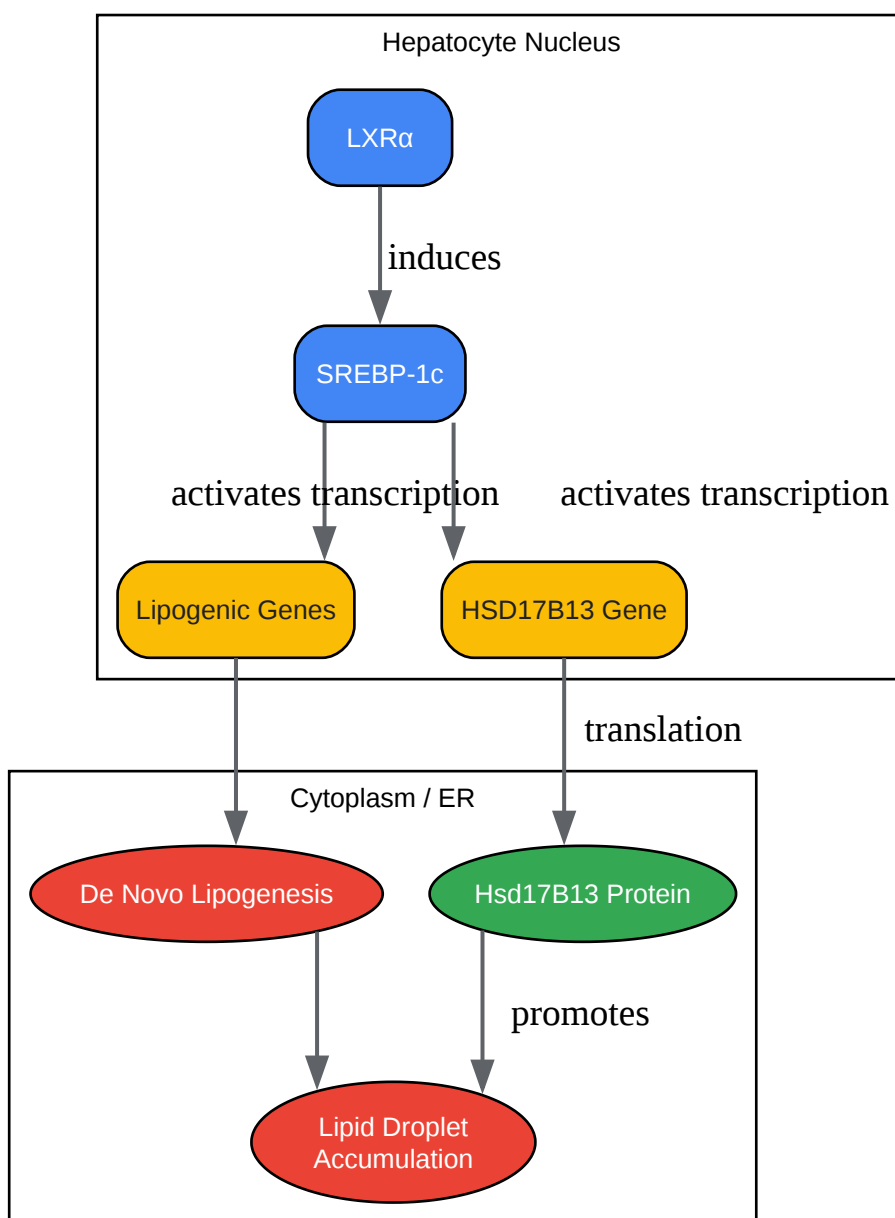 Hepatocyte Nucleus
LXRα
induces
SREBP-1c
activates transcription
activates transcription
Lipogenic Genes
HSD17B13 Gene
translation
Cytoplasm / ER
De Novo Lipogenesis
Hsd17B13 Protein
promotes
Lipid Droplet
Accumulation